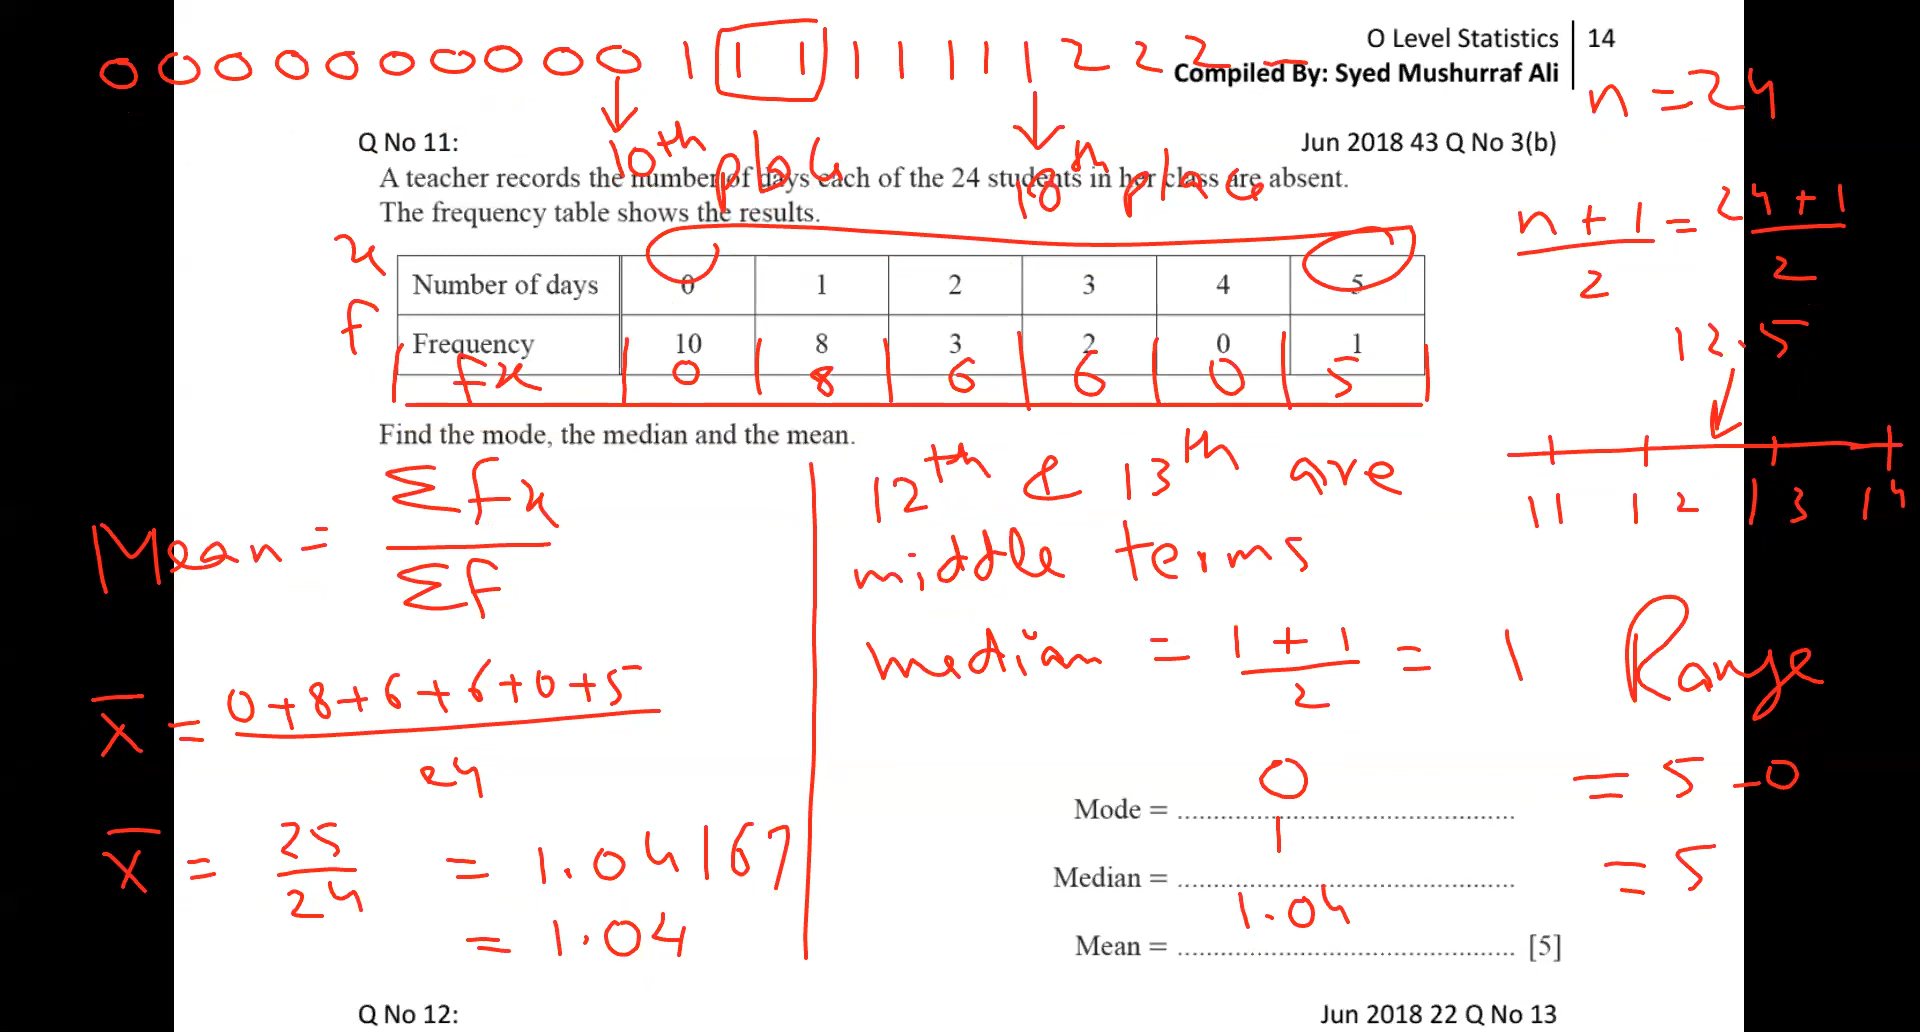 0 0 0 0 0 0 0 0 0 0 1 1 1 1 1 1 1 1 2 2 2 -
O Level Statistics 14
Compiled By: Syed Mushurraf Ali
n = 24
Q No 11: Jun 2018 43 Q No 3(b)
10th place
18th place
A teacher records the number of days each of the 24 students in her class are absent.
The frequency table shows the results.
n + 1 / 2 = 24 + 1 / 2
12.5
11 12 13 14
x Number of days 0 1 2 3 4 5
f Frequency 10 8 3 2 0 1
fx 0 8 6 6 0 5
Find the mode, the median and the mean.
Mean = Σfx / Σf
x̄ = 0+8+6+6+0+5 / 24
x̄ = 25 / 24 = 1.04167
= 1.04
12th & 13th are
middle terms
median = 1 + 1 / 2 = 1
Range
= 5 - 0
= 5
Mode = 0
Median = 1
Mean = 1.04 [5]
Q No 12: Jun 2018 22 Q No 13